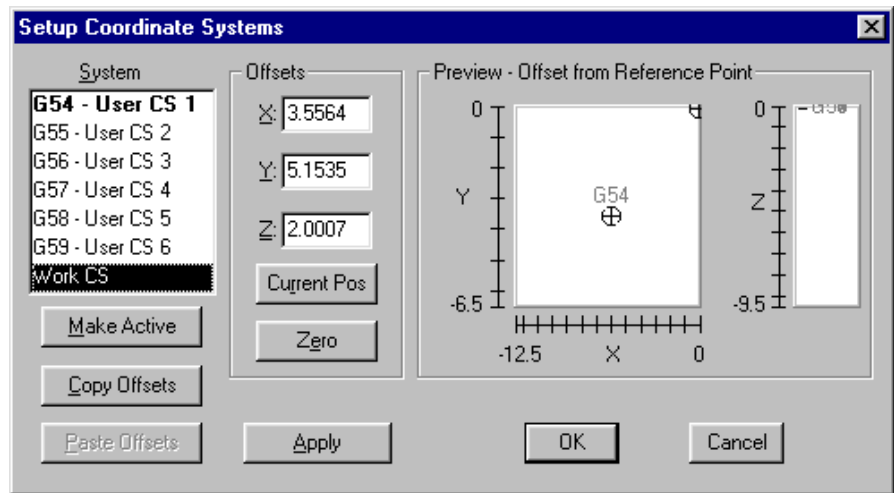 Setup Coordinate Systems
System
G54 - User CS 1
G55 - User CS 2
G56 - User CS 3
G57 - User CS 4
G58 - User CS 5
G59 - User CS 6
Work CS
Make Active
Copy Offsets
Paste Offsets
Offsets
X: 3.5564
Y: 5.1535
Z: 2.0007
Current Pos
Zero
Apply
Preview - Offset from Reference Point
0
Y
-6.5
G54
-12.5 X 0
0
Z
-9.5
OK
Cancel